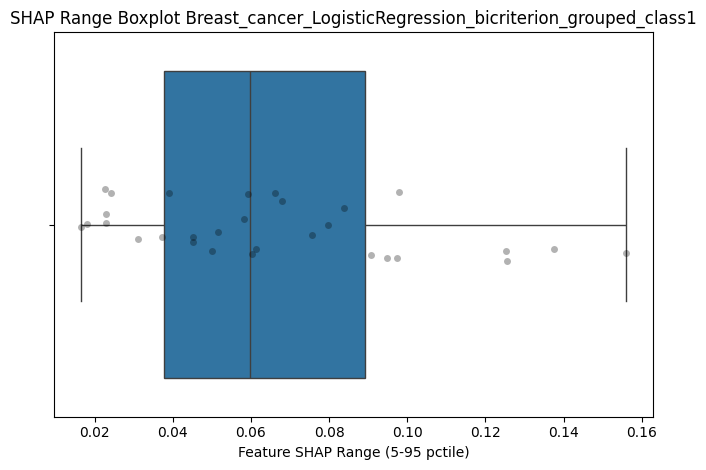 SHAP Range Boxplot Breast_cancer_LogisticRegression_bicriterion_grouped_class1
0.02 0.04 0.06 0.08 0.10 0.12 0.14 0.16
Feature SHAP Range (5-95 pctile)